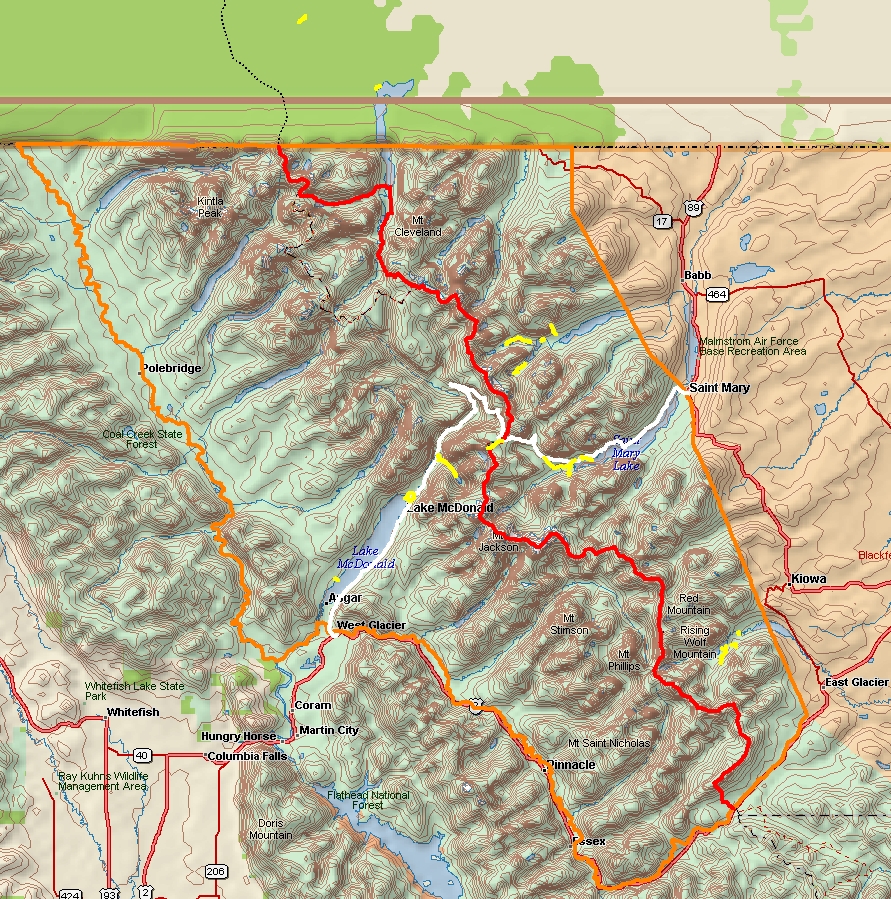 Kintla
Peak
Mt
Cleveland
89
17
Babb
464
Malmstrom Air Force
Base Recreation Area
Polebridge
Saint Mary
Coal Creek State
Forest
Saint
Mary
Lake
Lake McDonald
Mt
Jackson
Lake
McDonald
Blackfe
Kiowa
Apgar
Red
Mountain
West Glacier
Mt
Stimson
Rising
Wolf
Mountain
Mt
Phillips
East Glacier
Whitefish Lake State
Park
Whitefish
Coram
Martin City
Hungry Horse
Mt Saint Nicholas
40
Columbia Falls
Pinnacle
Ray Kuhns Wildlife
Management Area
Flathead National
Forest
Doris
Mountain
Essex
206
424
93
2